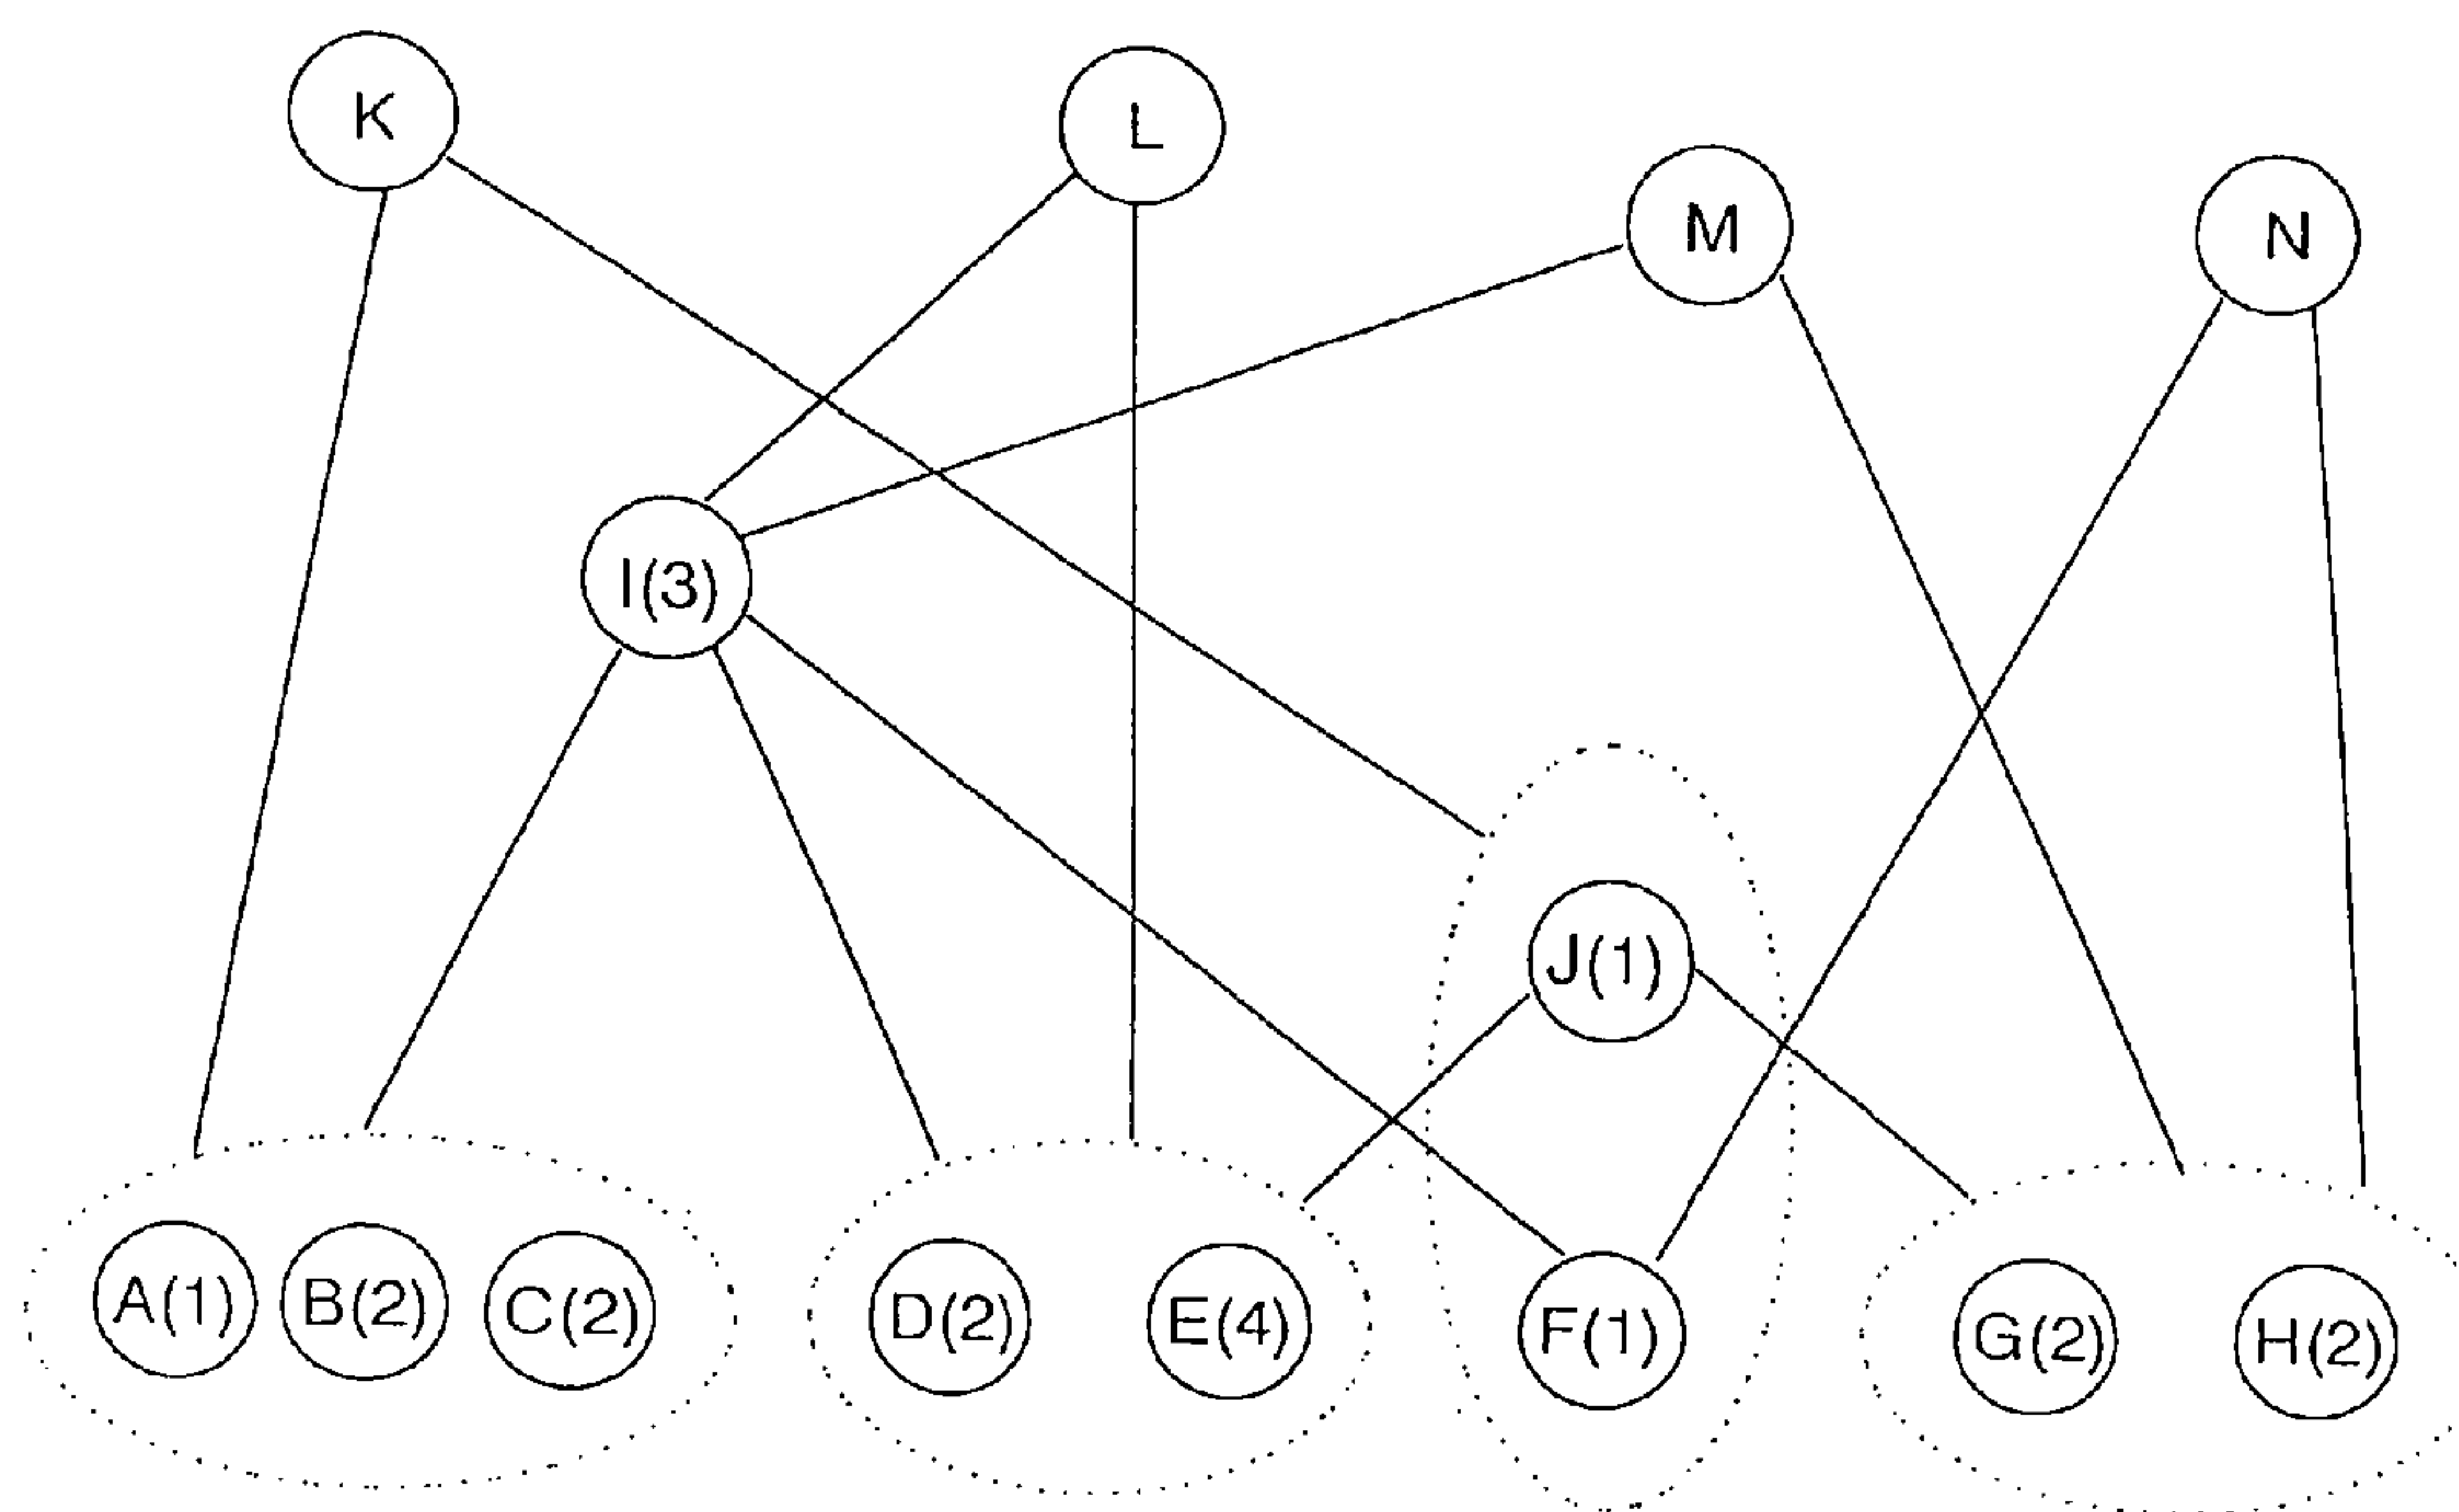 K
L
M
N
I(3)
J(1)
A(1) B(2) C(2) D(2) E(4) F(1) G(2) H(2)